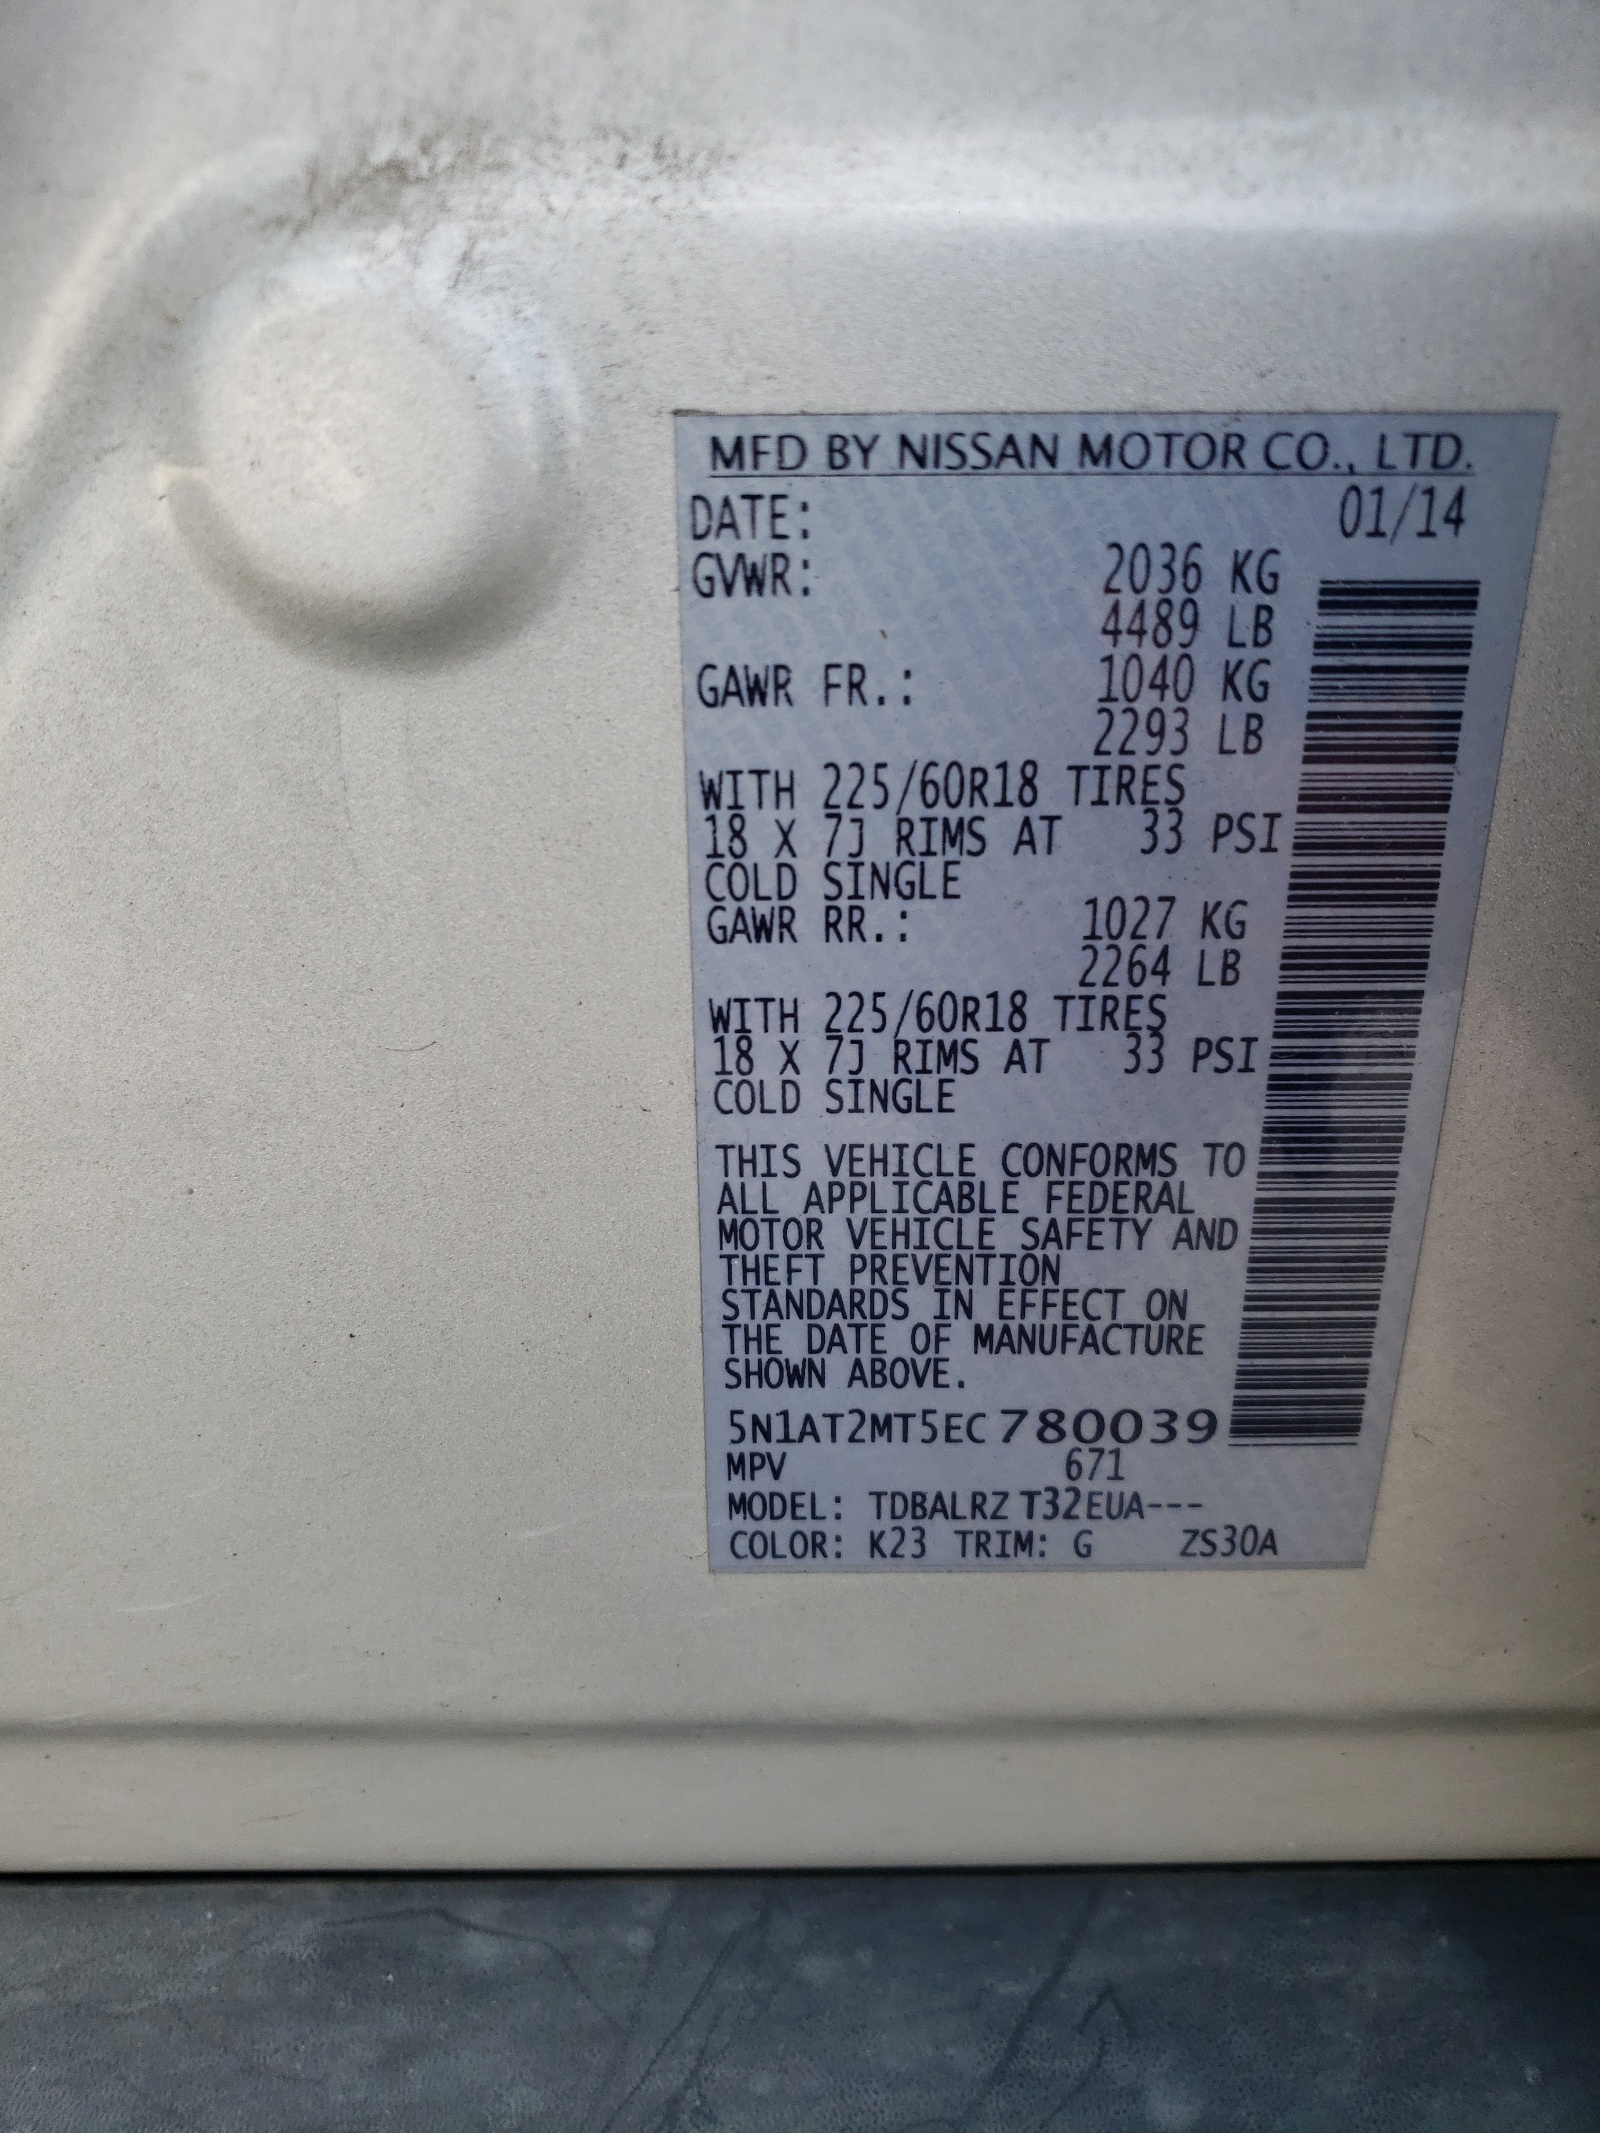 MFD BY NISSAN MOTOR CO., LTD.
DATE: 01/14
GVWR: 2036 KG
4489 LB
GAWR FR.: 1040 KG
2293 LB
WITH 225/60R18 TIRES
18 X 7J RIMS AT 33 PSI
COLD SINGLE
GAWR RR.: 1027 KG
2264 LB
WITH 225/60R18 TIRES
18 X 7J RIMS AT 33 PSI
COLD SINGLE
THIS VEHICLE CONFORMS TO
ALL APPLICABLE FEDERAL
MOTOR VEHICLE SAFETY AND
THEFT PREVENTION
STANDARDS IN EFFECT ON
THE DATE OF MANUFACTURE
SHOWN ABOVE.
5N1AT2MT5EC780039
MPV 671
MODEL: TDBALRZ T32EUA---
COLOR: K23 TRIM: G ZS30A